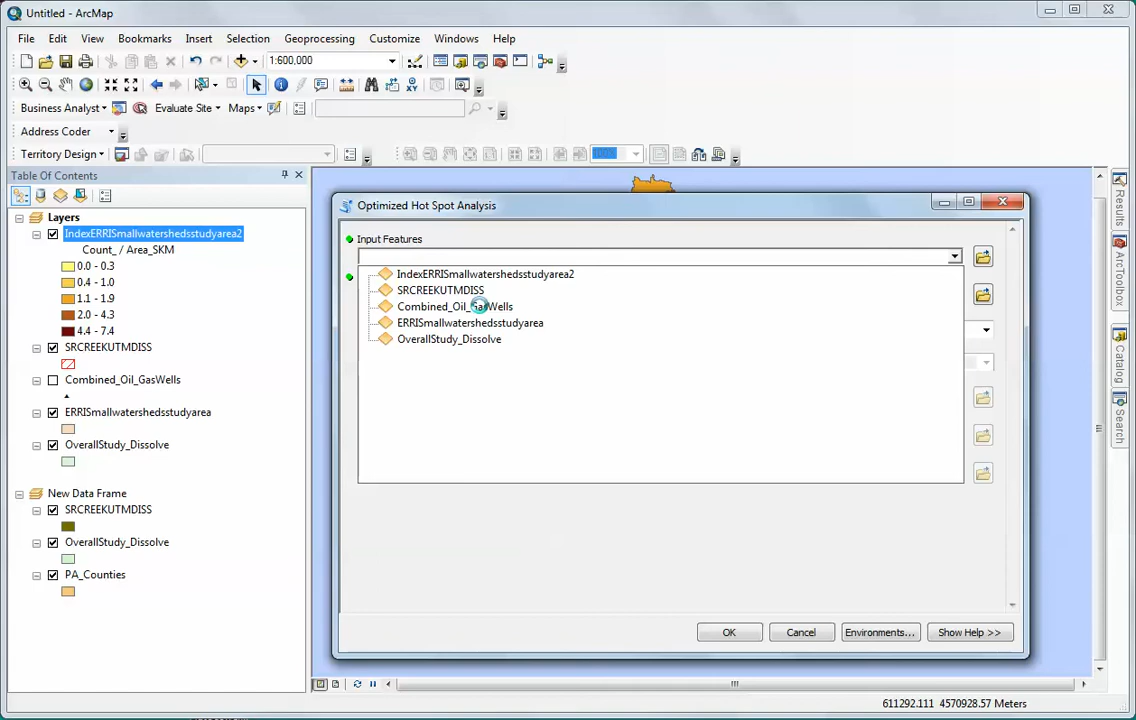 Untitled - ArcMap
File Edit View Bookmarks Insert Selection Geoprocessing Customize Windows Help
1:600,000
Business Analyst Evaluate Site Maps
Address Coder
Territory Design
100%
Table Of Contents
Layers
IndexERRISmallwatershedsstudyarea2
Count_ / Area_SKM
0.0 - 0.3
0.4 - 1.0
1.1 - 1.9
2.0 - 4.3
4.4 - 7.4
SRCREEKUTMDISS
Combined_Oil_GasWells
ERRISmallwatershedsstudyarea
OverallStudy_Dissolve
New Data Frame
SRCREEKUTMDISS
OverallStudy_Dissolve
PA_Counties
Optimized Hot Spot Analysis
Input Features
IndexERRISmallwatershedsstudyarea2
SRCREEKUTMDISS
Combined_Oil_GasWells
ERRISmallwatershedsstudyarea
OverallStudy_Dissolve
OK Cancel Environments... Show Help >>
Results
ArcToolbox
Catalog
Search
611292.111 4570928.57 Meters